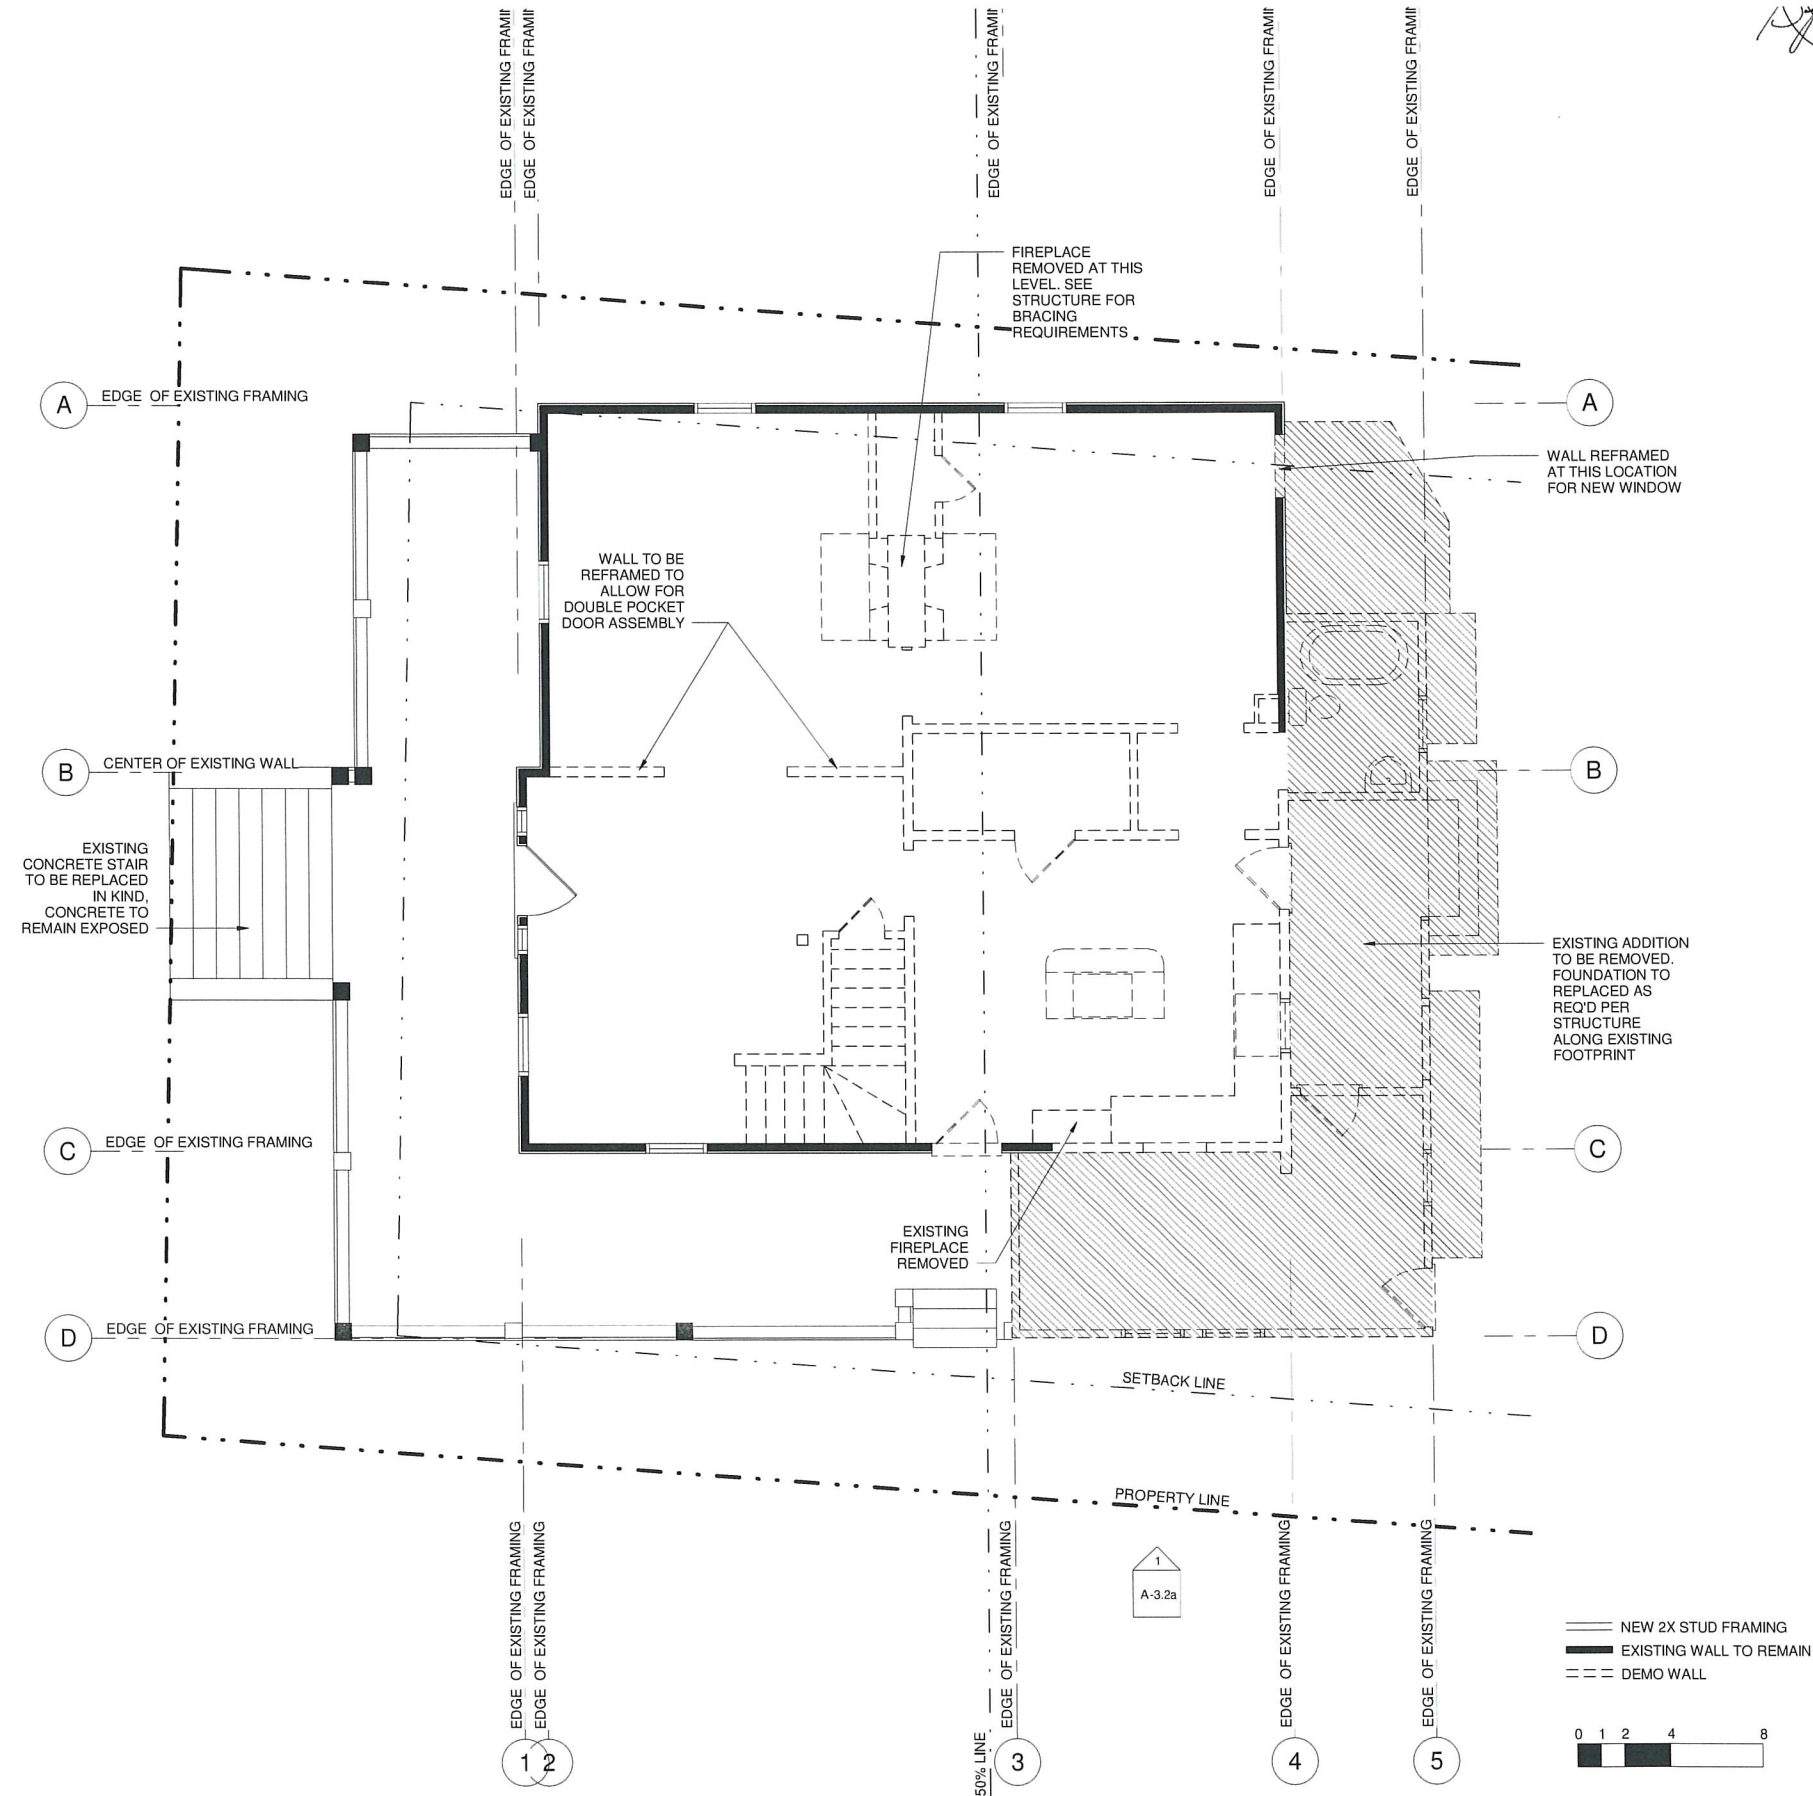 EDGE OF EXISTING FRAMI
EDGE OF EXISTING FRAMIN
EDGE OF EXISTING FRAMIN
EDGE OF EXISTING FRAMI
EDGE OF EXISTING FRAMI
FIREPLACE
REMOVED AT THIS
LEVEL. SEE
STRUCTURE FOR
BRACING
REQUIREMENTS
A
EDGE OF EXISTING FRAMING
A
WALL REFRAMED
AT THIS LOCATION
FOR NEW WINDOW
WALL TO BE
REFRAMED TO
ALLOW FOR
DOUBLE POCKET
DOOR ASSEMBLY
B
CENTER OF EXISTING WALL
B
EXISTING
CONCRETE STAIR
TO BE REPLACED
IN KIND,
CONCRETE TO
REMAIN EXPOSED
EXISTING ADDITION
TO BE REMOVED.
FOUNDATION TO
REPLACED AS
REQ'D PER
STRUCTURE
ALONG EXISTING
FOOTPRINT
C
EDGE OF EXISTING FRAMING
C
EXISTING
FIREPLACE
REMOVED
D
EDGE OF EXISTING FRAMING
D
SETBACK LINE
PROPERTY LINE
EDGE OF EXISTING FRAMING
EDGE OF EXISTING FRAMING
EDGE OF EXISTING FRAMING
EDGE OF EXISTING FRAMING
EDGE OF EXISTING FRAMING
1
A-3.2a
NEW 2X STUD FRAMING
EXISTING WALL TO REMAIN
DEMO WALL
0 1 2 4 8
1
2
50% LINE
3
4
5